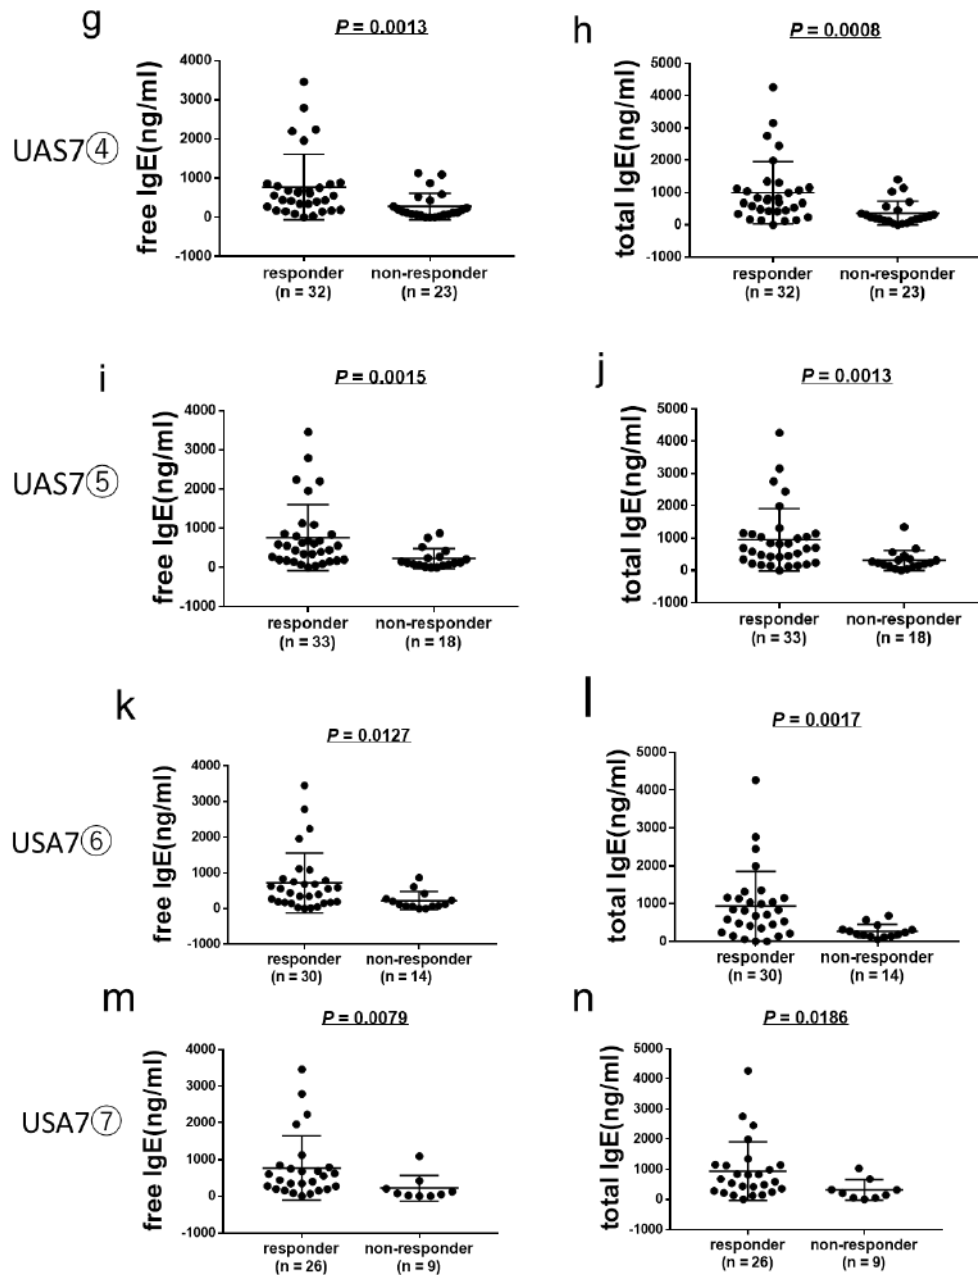 g
P = 0.0013
UAS7④
free IgE(ng/ml)
4000
3000
2000
1000
0
-1000
responder
(n = 32)
non-responder
(n = 23)
h
P = 0.0008
total IgE(ng/ml)
5000
4000
3000
2000
1000
0
-1000
responder
(n = 32)
non-responder
(n = 23)
i
P = 0.0015
UAS7⑤
free IgE(ng/ml)
4000
3000
2000
1000
0
-1000
responder
(n = 33)
non-responder
(n = 18)
j
P = 0.0013
total IgE(ng/ml)
5000
4000
3000
2000
1000
0
-1000
responder
(n = 33)
non-responder
(n = 18)
k
P = 0.0127
USA7⑥
free IgE(ng/ml)
4000
3000
2000
1000
0
-1000
responder
(n = 30)
non-responder
(n = 14)
l
P = 0.0017
total IgE(ng/ml)
5000
4000
3000
2000
1000
0
responder
(n = 30)
non-responder
(n = 14)
m
P = 0.0079
USA7⑦
free IgE(ng/ml)
4000
3000
2000
1000
0
-1000
responder
(n = 26)
non-responder
(n = 9)
n
P = 0.0186
total IgE(ng/ml)
5000
4000
3000
2000
1000
0
-1000
responder
(n = 26)
non-responder
(n = 9)